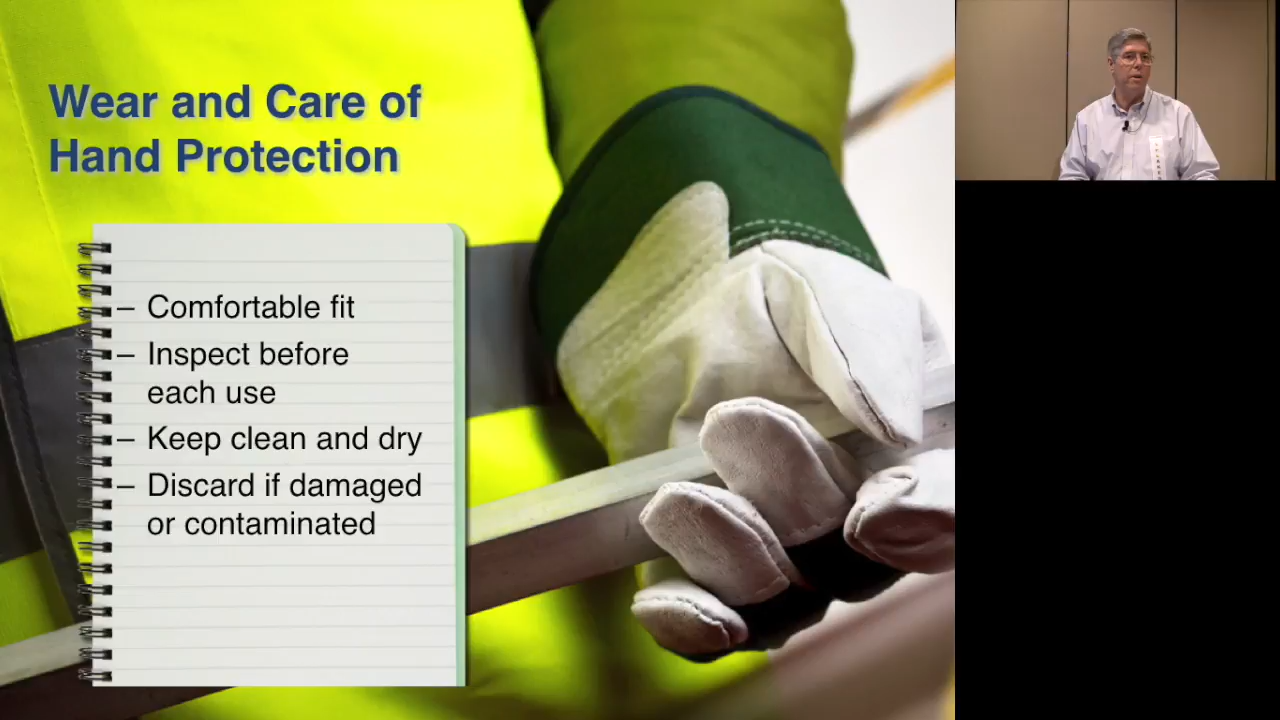 Wear and Care of
Hand Protection
– Comfortable fit
– Inspect before
each use
– Keep clean and dry
– Discard if damaged
or contaminated